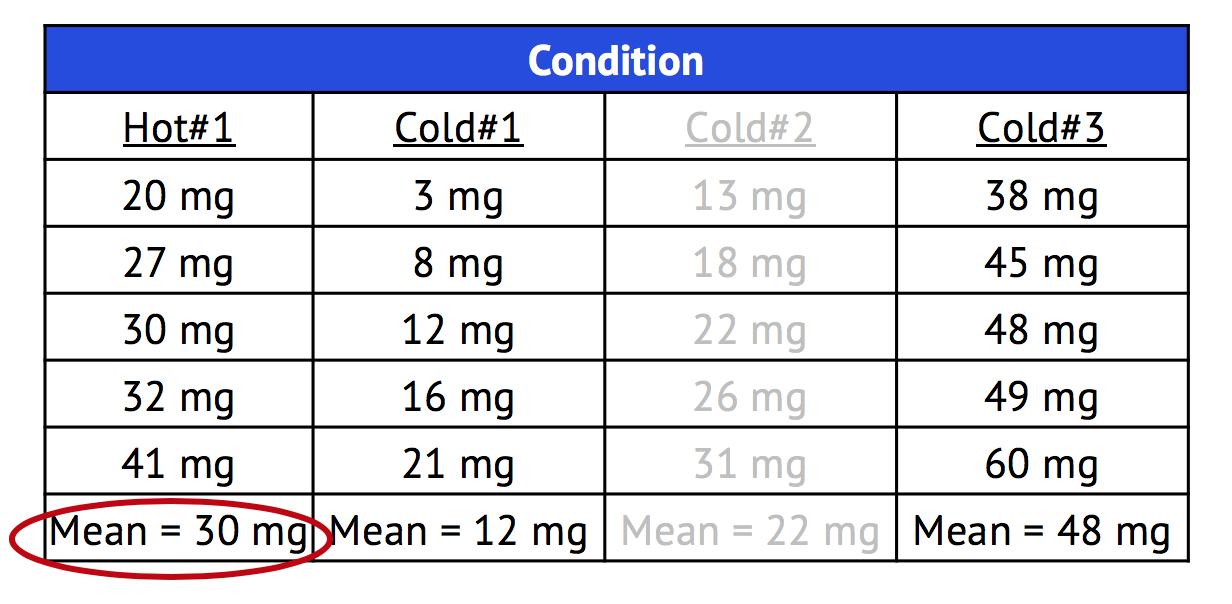 Condition
Hot#1 Cold#1 Cold#2 Cold#3
20 mg 3 mg 13 mg 38 mg
27 mg 8 mg 18 mg 45 mg
30 mg 12 mg 22 mg 48 mg
32 mg 16 mg 26 mg 49 mg
41 mg 21 mg 31 mg 60 mg
Mean = 30 mg Mean = 12 mg Mean = 22 mg Mean = 48 mg